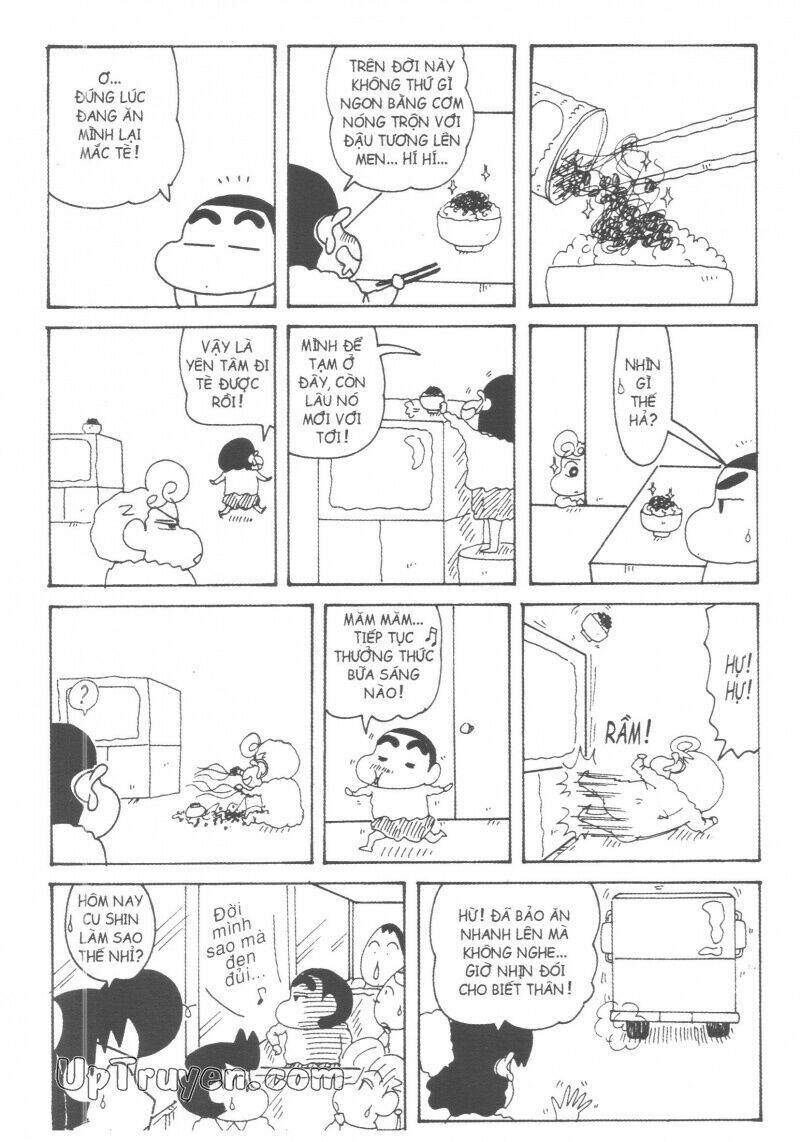 TRÊN ĐỜI NÀY
KHÔNG THỨ GÌ
NGON BẰNG CƠM
NÓNG TRỘN VỚI
ĐẬU TƯƠNG LÊN
MEN... HÍ HÍ...
Ơ...
ĐÚNG LÚC
ĐANG ĂN
MÌNH LẠI
MẮC TÈ!
NHÌN
GÌ
THẾ
HẢ?
MÌNH ĐỂ
TẠM Ở
ĐÂY, CÒN
LÂU NÓ
MỚI VỚI
TỚI!
VẬY LÀ
YÊN TÂM ĐI
TÈ ĐƯỢC
RỒI!
HỰ!
HỰ!
RẦM!
MĂM MĂM...
TIẾP TỤC
THƯỞNG THỨC
BỮA SÁNG
NÀO!
?
HỪ! ĐÃ BẢO ĂN
NHANH LÊN MÀ
KHÔNG NGHE...
GIỜ NHỊN ĐÓI
CHO BIẾT THÂN!
Đời
mình
sao mà
đen
đủi...
HÔM NAY
CU SHIN
LÀM SAO
THẾ NHỈ?
UpTruyen.com